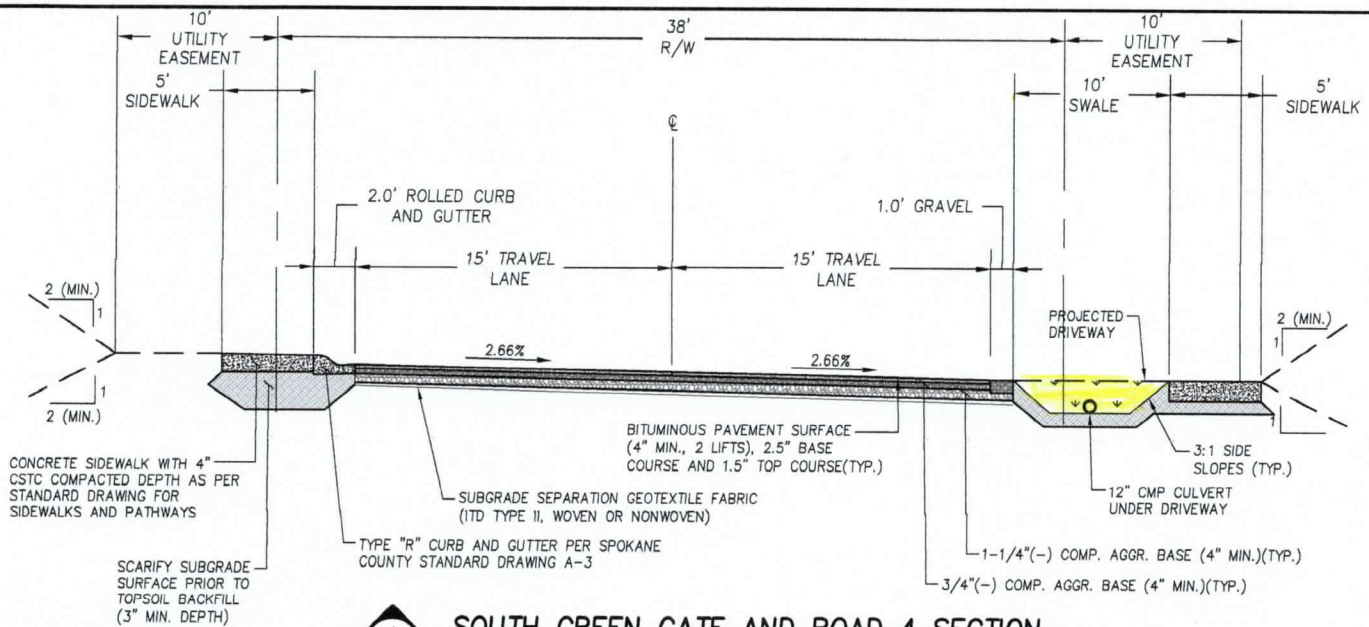 10'
UTILITY
EASEMENT
38'
R/W
10'
UTILITY
EASEMENT
5'
SIDEWALK
10'
SWALE
5'
SIDEWALK
℄
2.0' ROLLED CURB
AND GUTTER
1.0' GRAVEL
15' TRAVEL
LANE
15' TRAVEL
LANE
2 (MIN.)
1
2 (MIN.)
1
PROJECTED
DRIVEWAY
2 (MIN.)
1
1
2.66%
2.66%
BITUMINOUS PAVEMENT SURFACE
(4" MIN., 2 LIFTS), 2.5" BASE
COURSE AND 1.5" TOP COURSE(TYP.)
3:1 SIDE
SLOPES (TYP.)
CONCRETE SIDEWALK WITH 4"
CSTC COMPACTED DEPTH AS PER
STANDARD DRAWING FOR
SIDEWALKS AND PATHWAYS
SUBGRADE SEPARATION GEOTEXTILE FABRIC
(ITD TYPE II, WOVEN OR NONWOVEN)
12" CMP CULVERT
UNDER DRIVEWAY
TYPE "R" CURB AND GUTTER PER SPOKANE
COUNTY STANDARD DRAWING A-3
1-1/4"(-) COMP. AGGR. BASE (4" MIN.)(TYP.)
3/4"(-) COMP. AGGR. BASE (4" MIN.)(TYP.)
SCARIFY SUBGRADE
SURFACE PRIOR TO
TOPSOIL BACKFILL
(3" MIN. DEPTH)
SOUTH GREEN GATE AND ROAD 4 SECTION